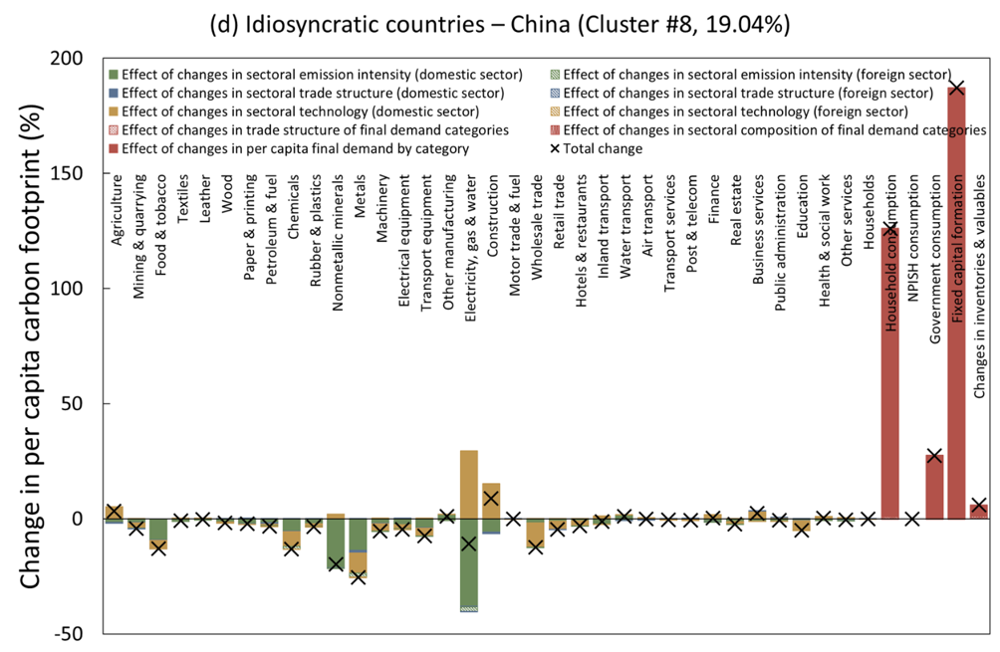 (d) Idiosyncratic countries – China (Cluster #8, 19.04%)
Change in per capita carbon footprint (%)
200
150
100
50
0
-50
Effect of changes in sectoral emission intensity (domestic sector)
Effect of changes in sectoral emission intensity (foreign sector)
Effect of changes in sectoral trade structure (domestic sector)
Effect of changes in sectoral trade structure (foreign sector)
Effect of changes in sectoral technology (domestic sector)
Effect of changes in sectoral technology (foreign sector)
Effect of changes in trade structure of final demand categories
Effect of changes in sectoral composition of final demand categories
Effect of changes in per capita final demand by category
Total change
Agriculture
Mining & quarrying
Food & tobacco
Textiles
Leather
Wood
Paper & printing
Petroleum & fuel
Chemicals
Rubber & plastics
Nonmetallic minerals
Metals
Machinery
Electrical equipment
Transport equipment
Other manufacturing
Electricity, gas & water
Construction
Motor trade & fuel
Wholesale trade
Retail trade
Hotels & restaurants
Inland transport
Water transport
Air transport
Transport services
Post & telecom
Finance
Real estate
Business services
Public administration
Education
Health & social work
Other services
Households
Household consumption
NPISH consumption
Government consumption
Fixed capital formation
Changes in inventories & valuables